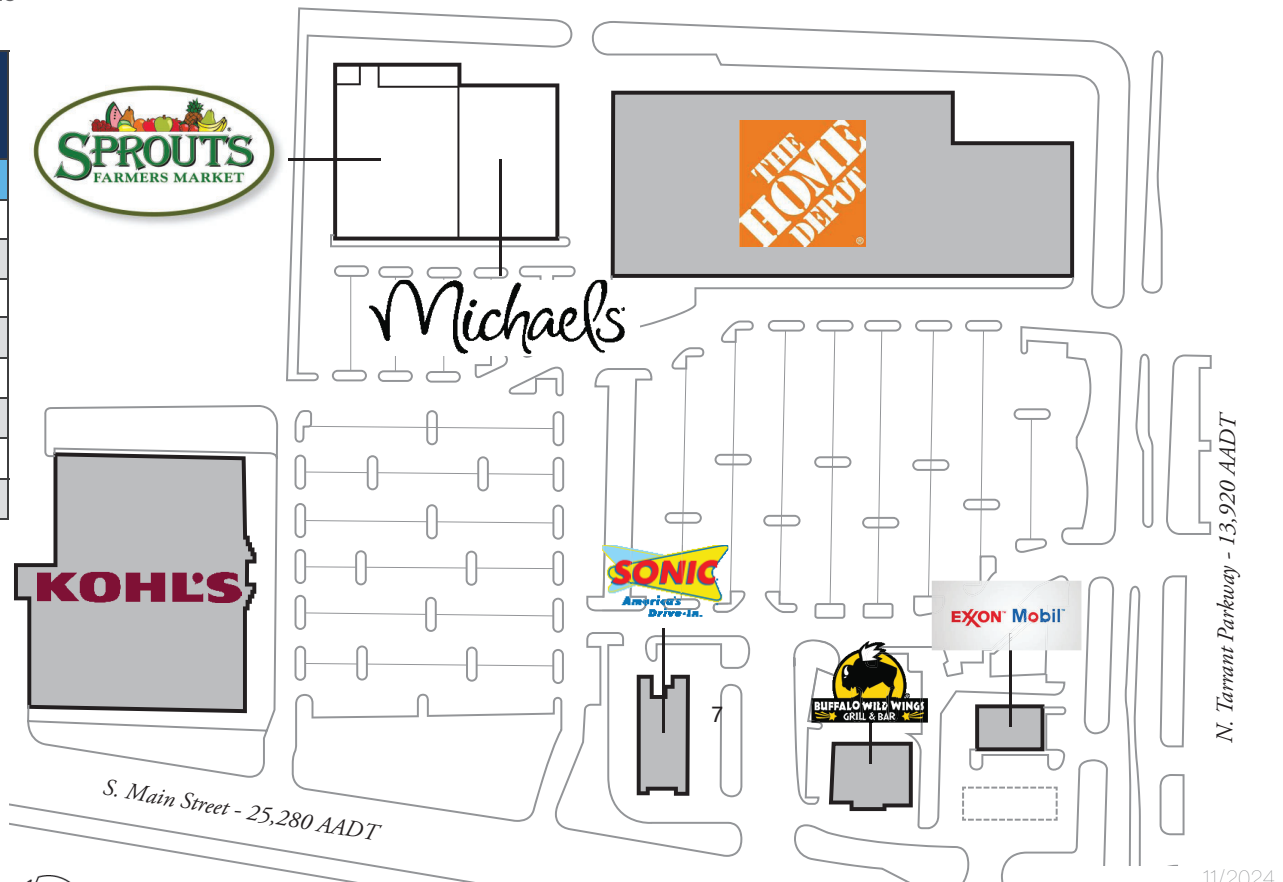 SPROUTS
FARMERS MARKET
THE
HOME
DEPOT
®
Michaels
KOHL'S
SONIC
America's
Drive-In.
EXXON Mobil
BUFFALO WILD WINGS
GRILL & BAR
7
N. Tarrant Parkway - 13,920 AADT
S. Main Street - 25,280 AADT
11/2024